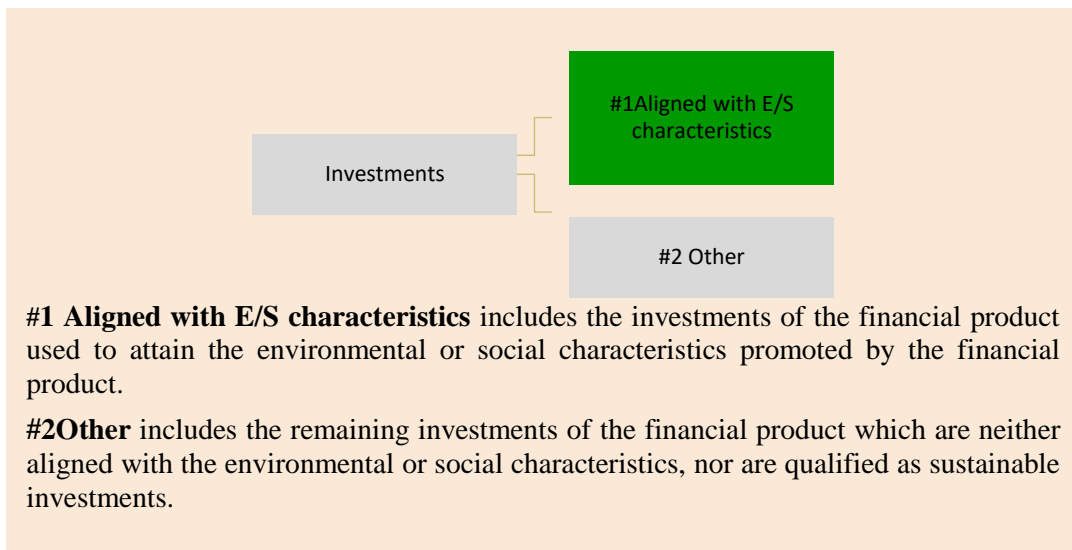 #1Aligned with E/S
characteristics
Investments
#2 Other
#1 Aligned with E/S characteristics includes the investments of the financial product
used to attain the environmental or social characteristics promoted by the financial
product.
#2Other includes the remaining investments of the financial product which are neither
aligned with the environmental or social characteristics, nor are qualified as sustainable
investments.